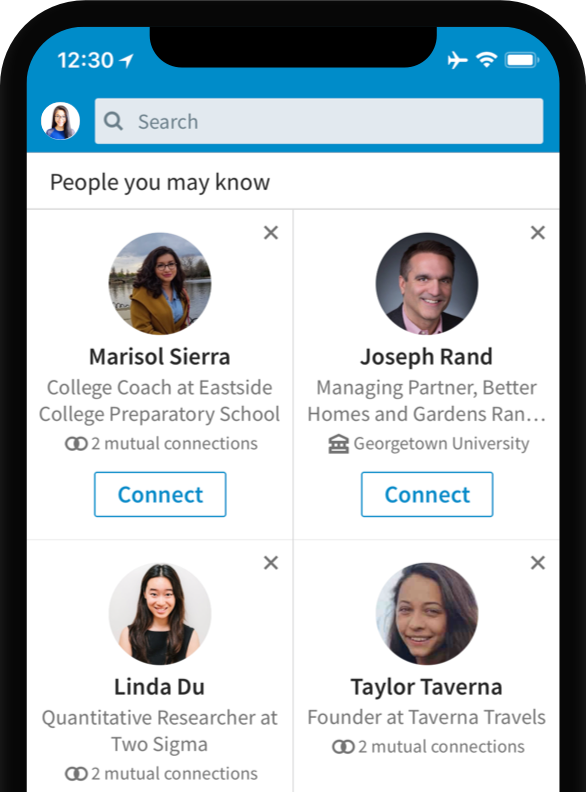 12:30
Search
People you may know
Marisol Sierra
College Coach at Eastside
College Preparatory School
2 mutual connections
Connect
Joseph Rand
Managing Partner, Better
Homes and Gardens Ran…
Georgetown University
Connect
Linda Du
Quantitative Researcher at
Two Sigma
2 mutual connections
Taylor Taverna
Founder at Taverna Travels
2 mutual connections